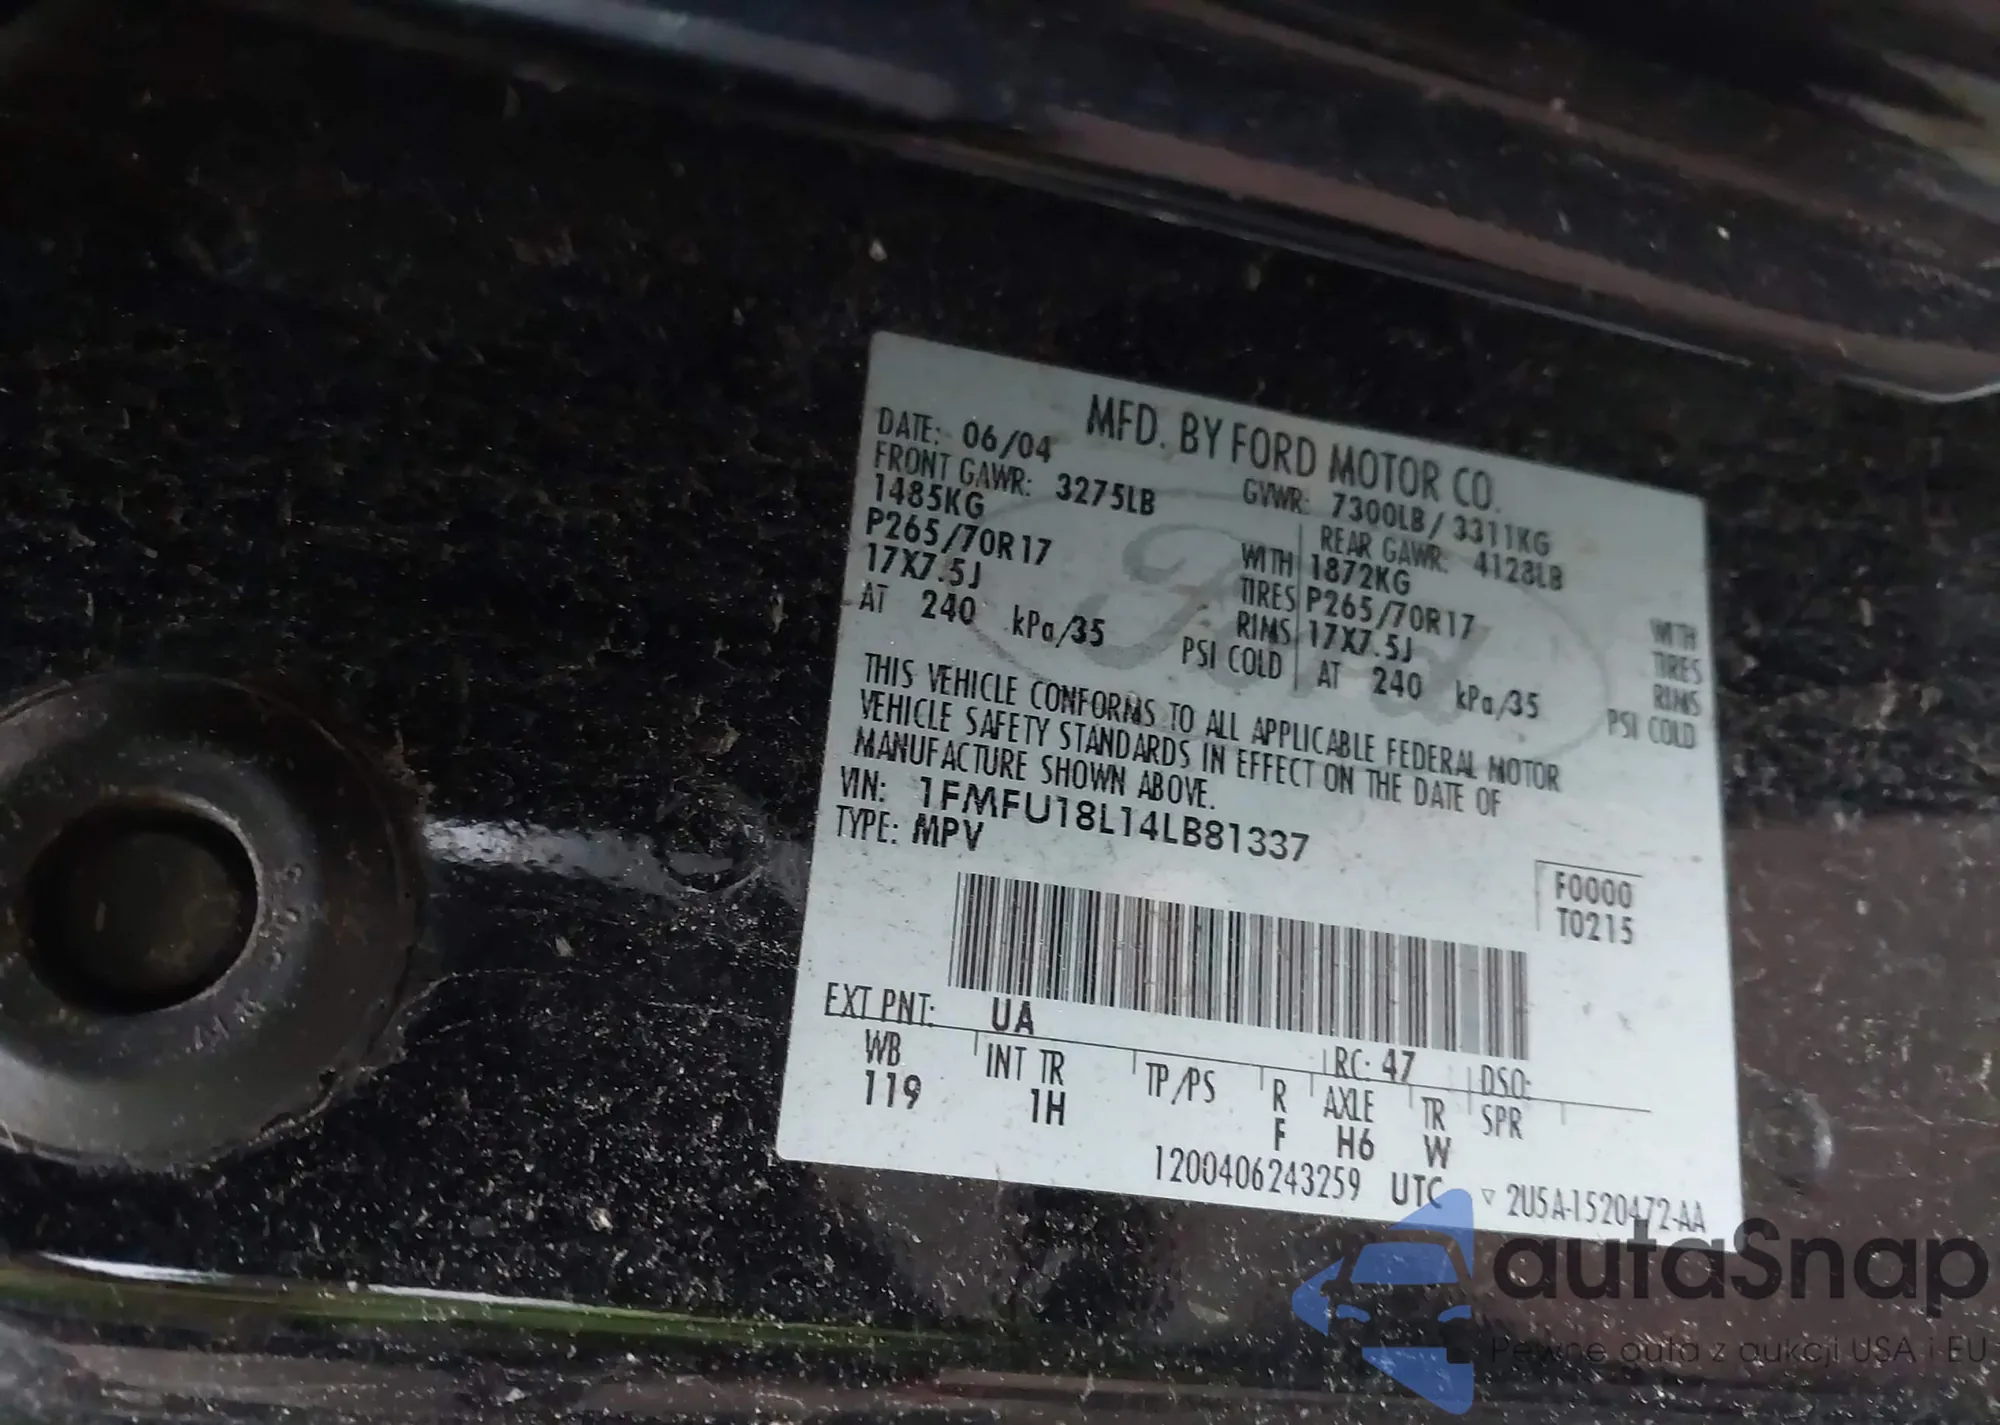 MFD. BY FORD MOTOR CO.
DATE: 06/04 GVWR: 7300LB / 3311KG
FRONT GAWR: 3275LB REAR GAWR: 4128LB
1485KG WITH 1872KG WITH
P265/70R17 TIRES P265/70R17 TIRES
17X7.5J RIMS 17X7.5J RIMS
AT 240 kPa/35 PSI COLD AT 240 kPa/35 PSI COLD
THIS VEHICLE CONFORMS TO ALL APPLICABLE FEDERAL MOTOR
VEHICLE SAFETY STANDARDS IN EFFECT ON THE DATE OF
MANUFACTURE SHOWN ABOVE.
VIN: 1FMFU18L14LB81337
TYPE: MPV
F0000
T0215
EXT PNT: UA RC: 47 DSO:
WB INT TR TP/PS R AXLE TR SPR
119 1H F H6 W
1200406243259 UTC ▽ 2U5A-1520472-AA
Ford
autaSnap
Pewne auta z aukcji USA i EU